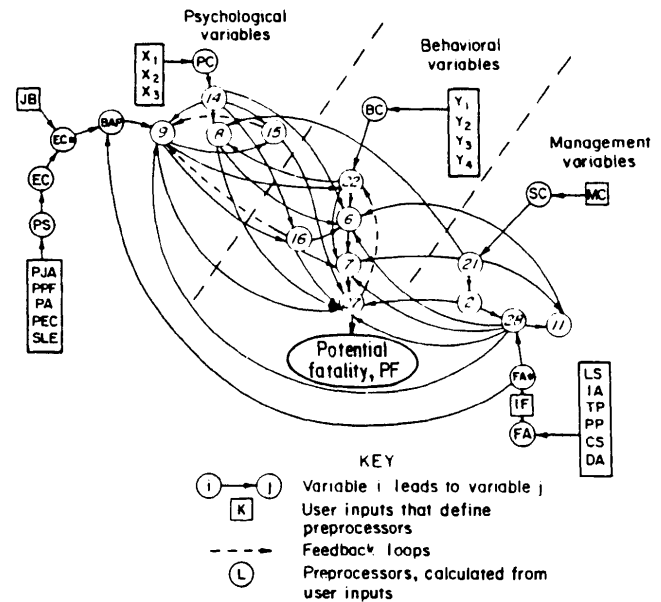 Psychological
variables
Behavioral
variables
Management
variables
X1
X2
X3
PC
JB
EC*
BAP
EC
PS
PJA
PPF
PA
PEC
SLE
14
9
8
15
BC
Y1
Y2
Y3
Y4
22
6
16
7
SC
MC
21
2
11
Potential
fatality, PF
FA*
IF
FA
LS
IA
TP
PP
CS
DA
KEY
i
j
Variable i leads to variable j
K
User inputs that define
preprocessors
Feedback loops
L
Preprocessors, calculated from
user inputs